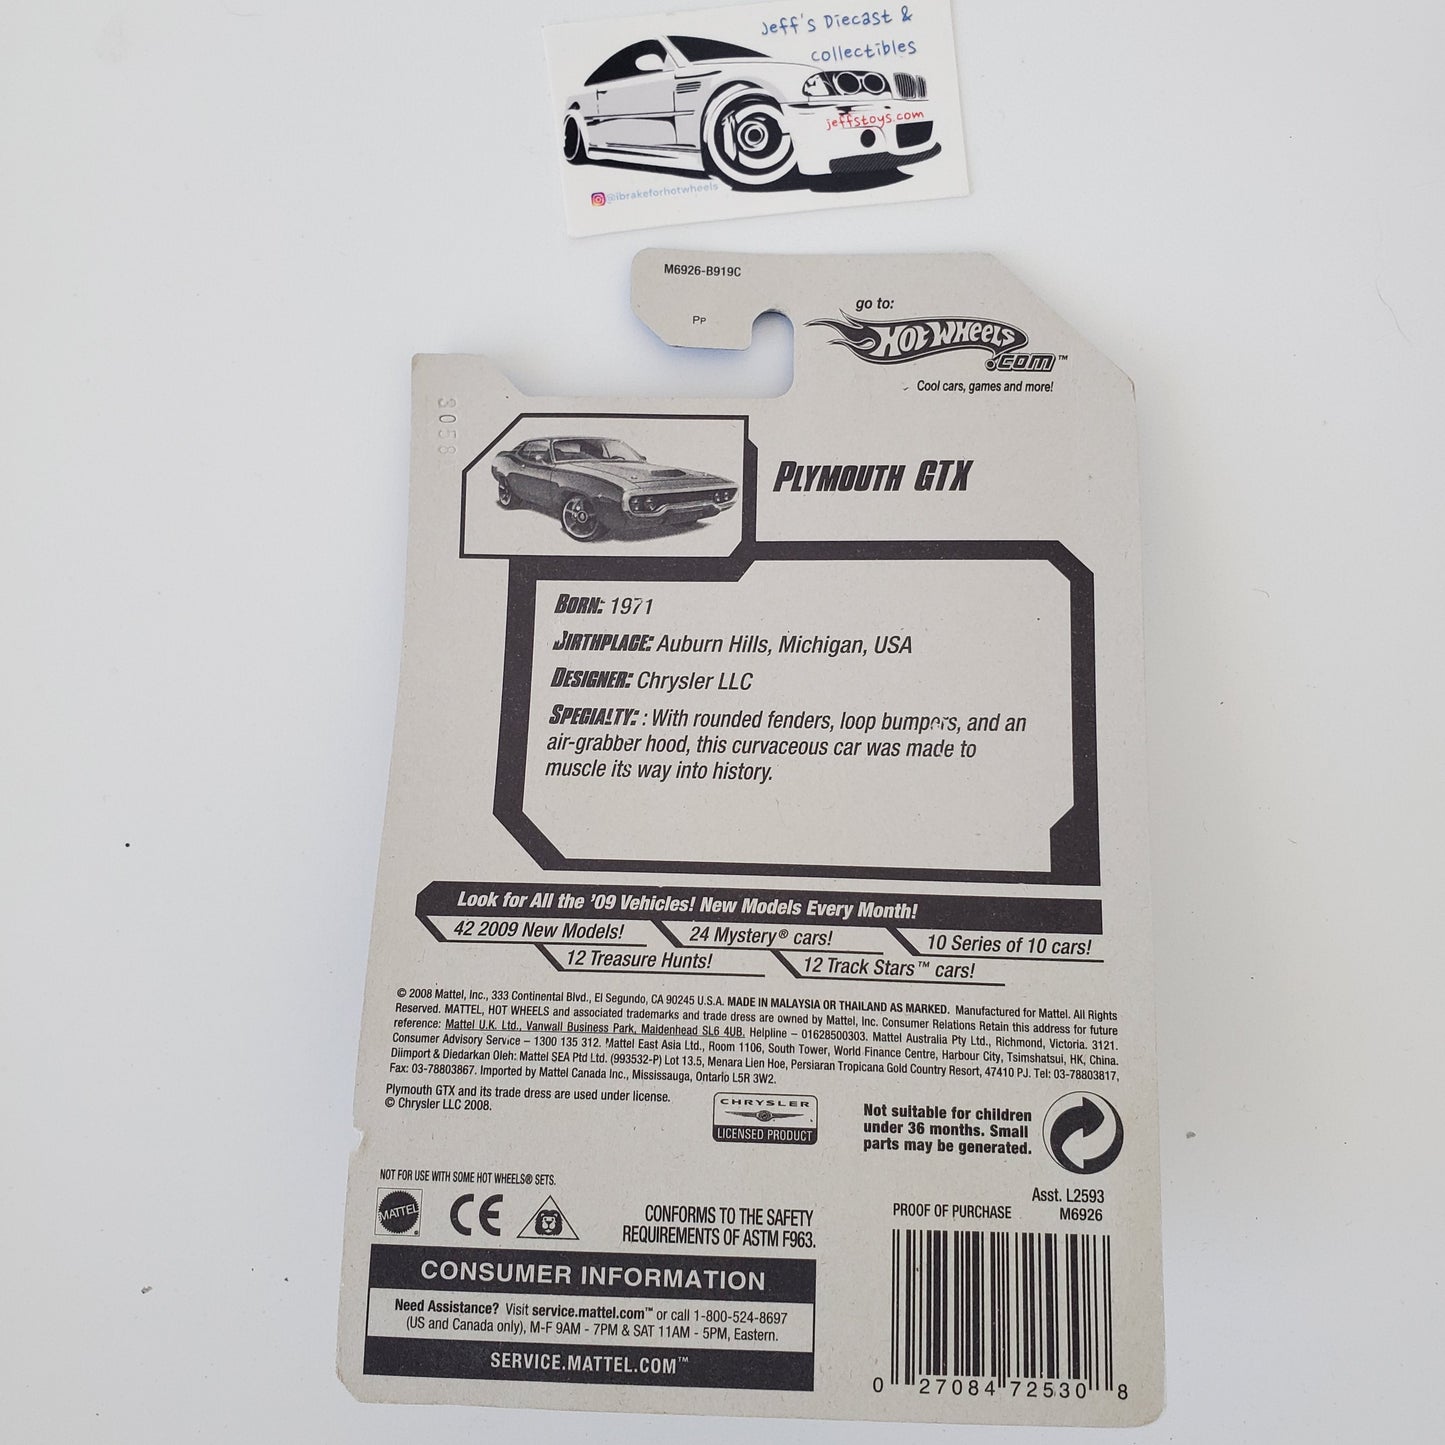 Jeff's Diecast &
collectibles
jeffstoys.com
@ibrakeforhotwheels
M6926-B919C
PP
go to:
HOT WHEELS
.COM™
Cool cars, games and more!
3058
PLYMOUTH GTX
BORN: 1971
BIRTHPLACE: Auburn Hills, Michigan, USA
DESIGNER: Chrysler LLC
SPECIALTY: : With rounded fenders, loop bumpers, and an
air-grabber hood, this curvaceous car was made to
muscle its way into history.
Look for All the '09 Vehicles! New Models Every Month!
42 2009 New Models!
24 Mystery® cars!
10 Series of 10 cars!
12 Treasure Hunts!
12 Track Stars™ cars!
© 2008 Mattel, Inc., 333 Continental Blvd., El Segundo, CA 90245 U.S.A. MADE IN MALAYSIA OR THAILAND AS MARKED. Manufactured for Mattel. All Rights
Reserved. MATTEL, HOT WHEELS and associated trademarks and trade dress are owned by Mattel, Inc. Consumer Relations Retain this address for future
reference: Mattel U.K. Ltd., Vanwall Business Park, Maidenhead SL6 4UB. Helpline – 01628500303. Mattel Australia Pty Ltd., Richmond, Victoria. 3121.
Consumer Advisory Service – 1300 135 312. Mattel East Asia Ltd., Room 1106, South Tower, World Finance Centre, Harbour City, Tsimshatsui, HK, China.
Diimport & Diedarkan Oleh: Mattel SEA Ptd Ltd. (993532-P) Lot 13.5, Menara Lien Hoe, Persiaran Tropicana Gold Country Resort, 47410 PJ. Tel: 03-78803817,
Fax: 03-78803867. Imported by Mattel Canada Inc., Mississauga, Ontario L5R 3W2.
Plymouth GTX and its trade dress are used under license.
© Chrysler LLC 2008.
CHRYSLER
LICENSED PRODUCT
Not suitable for children
under 36 months. Small
parts may be generated.
NOT FOR USE WITH SOME HOT WHEELS® SETS.
MATTEL
CE
CONFORMS TO THE SAFETY
REQUIREMENTS OF ASTM F963.
Asst. L2593
PROOF OF PURCHASE M6926
CONSUMER INFORMATION
Need Assistance? Visit service.mattel.com™ or call 1-800-524-8697
(US and Canada only), M-F 9AM - 7PM & SAT 11AM - 5PM, Eastern.
SERVICE.MATTEL.COM™
0 27084 72530 8